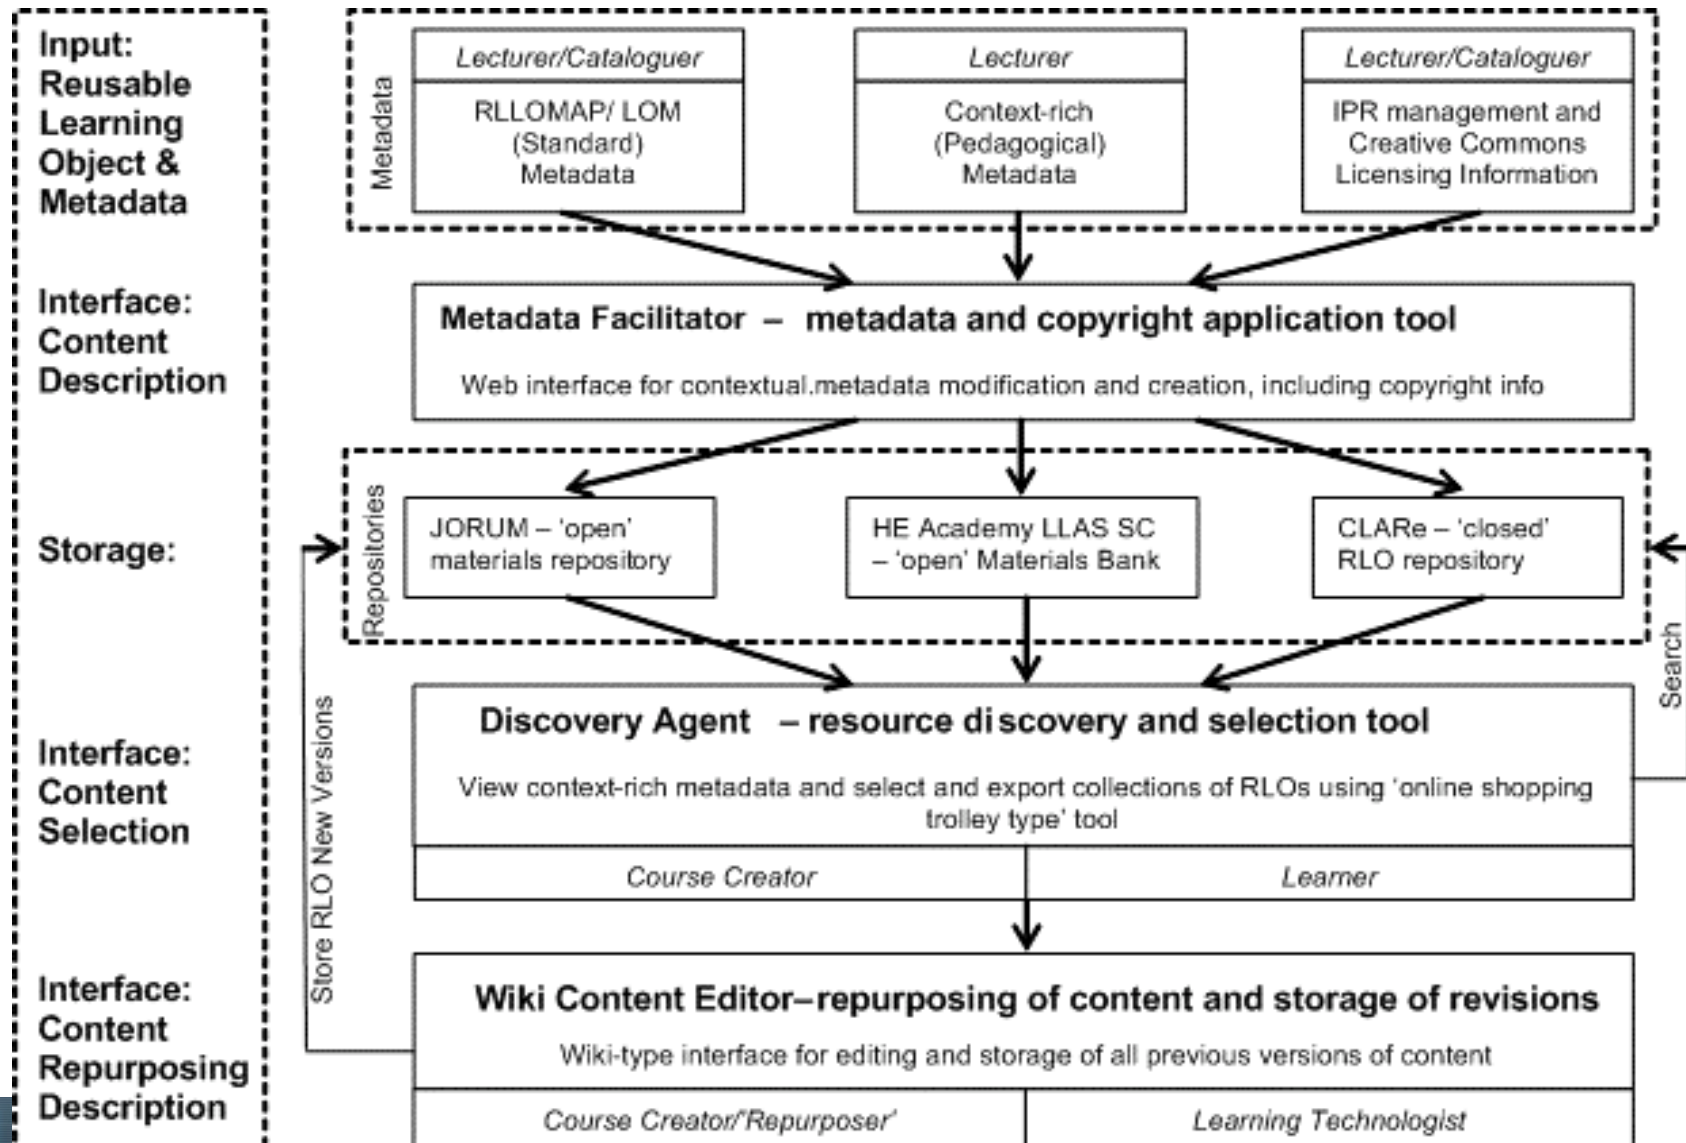 Input:
Reusable
Learning
Object &
Metadata
Metadata
Lecturer/Cataloguer
RLLOMAP/ LOM
(Standard)
Metadata
Lecturer
Context-rich
(Pedagogical)
Metadata
Lecturer/Cataloguer
IPR management and
Creative Commons
Licensing Information
Interface:
Content
Description
Metadata Facilitator – metadata and copyright application tool
Web interface for contextual.metadata modification and creation, including copyright info
Storage:
Repositories
JORUM – ‘open’
materials repository
HE Academy LLAS SC
– ‘open’ Materials Bank
CLARe – ‘closed’
RLO repository
Search
Store RLO New Versions
Interface:
Content
Selection
Discovery Agent – resource discovery and selection tool
View context-rich metadata and select and export collections of RLOs using ‘online shopping
trolley type’ tool
Course Creator
Learner
Interface:
Content
Repurposing
Description
Wiki Content Editor–repurposing of content and storage of revisions
Wiki-type interface for editing and storage of all previous versions of content
Course Creator/'Repurposer'
Learning Technologist